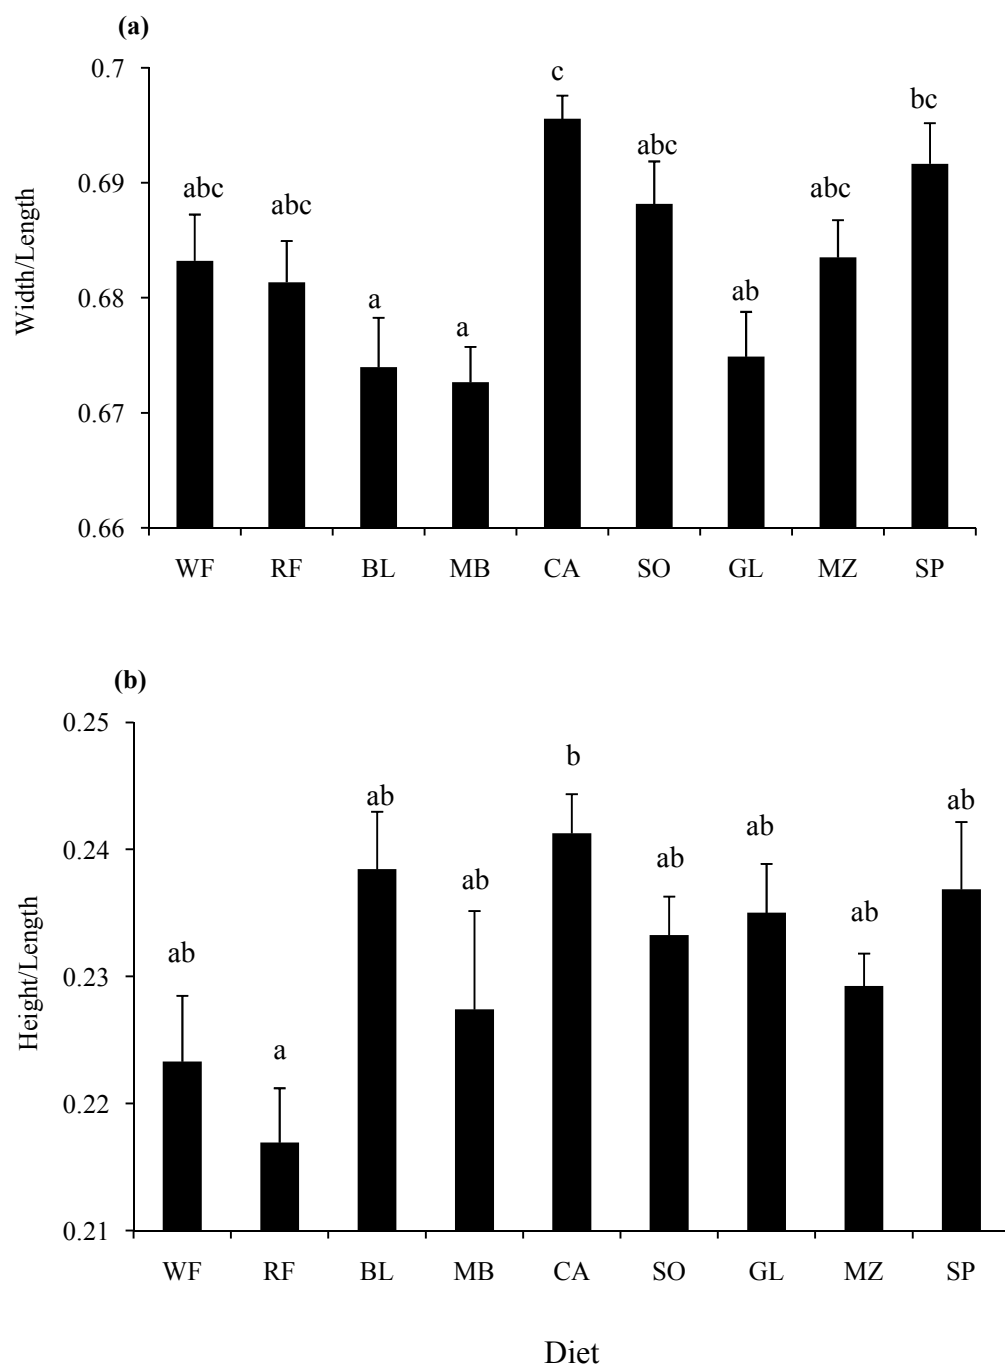 (a)
0.7
0.69
0.68
0.67
0.66
Width/Length
abc
abc
a
a
c
abc
ab
abc
bc
WF RF BL MB CA SO GL MZ SP
(b)
0.25
0.24
0.23
0.22
0.21
Height/Length
ab
a
ab
ab
b
ab
ab
ab
ab
WF RF BL MB CA SO GL MZ SP
Diet